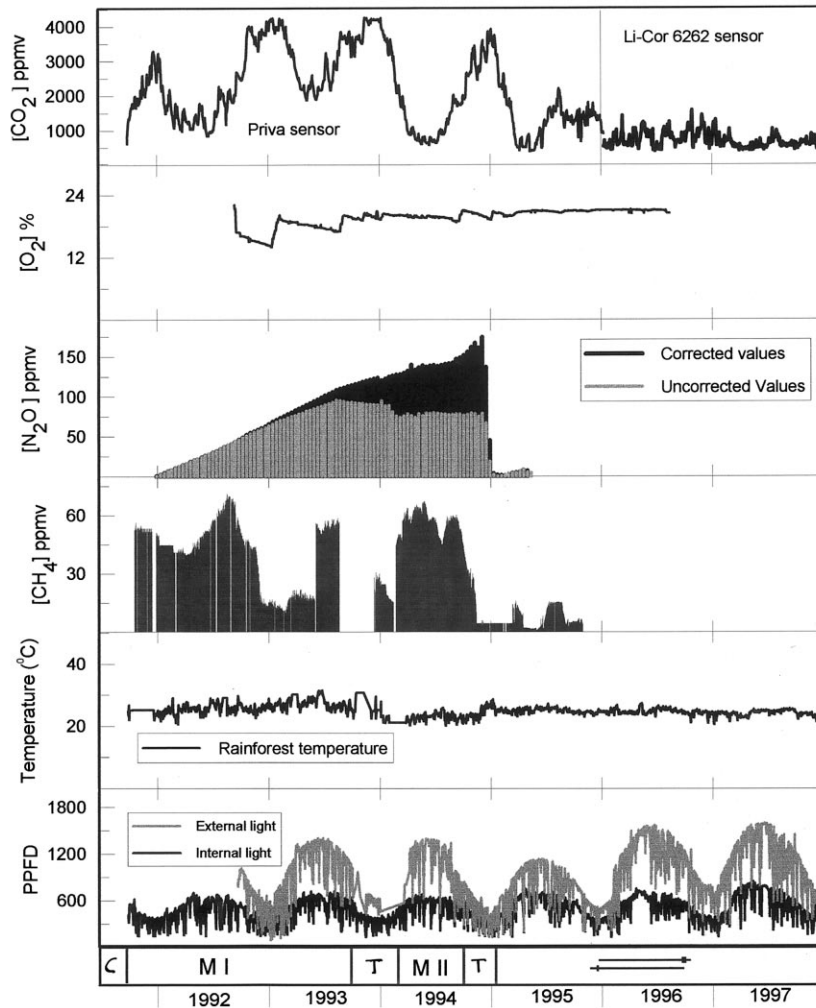 4000
3000
2000
1000
[CO2] ppmv
Priva sensor
Li-Cor 6262 sensor
24
12
[O2] %
150
100
50
[N2O] ppmv
Corrected values
Uncorrected Values
60
30
[CH4] ppmv
40
20
Temperature (°C)
Rainforest temperature
1800
1200
600
PPFD
External light
Internal light
C M I T M II T
1992 1993 1994 1995 1996 1997